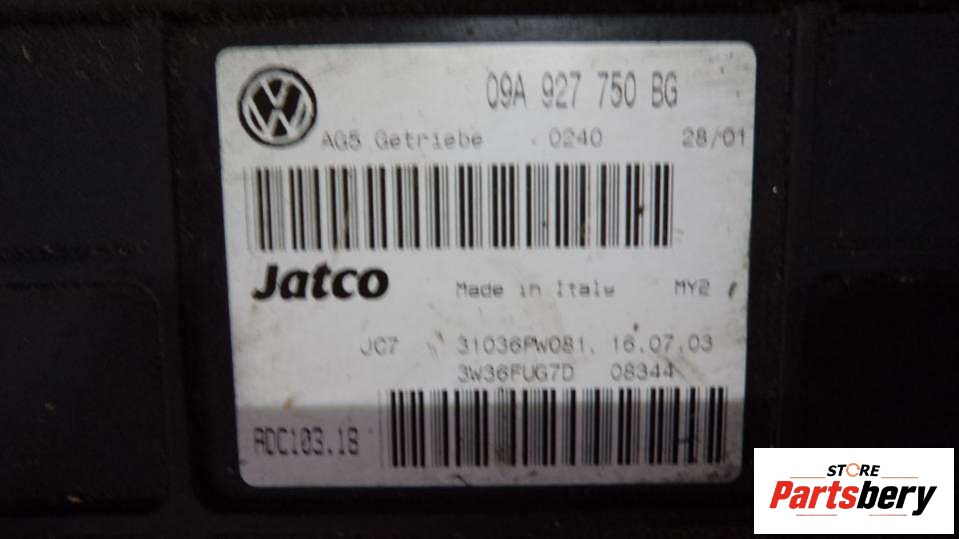 09A 927 750 BG
AG5 Getriebe 0240 28/01
Jatco Made in Italy MY2
JC7 31036PW081. 16.07.03
3W36FUG7D 08344
ADC103.18
STORE
Partsbery